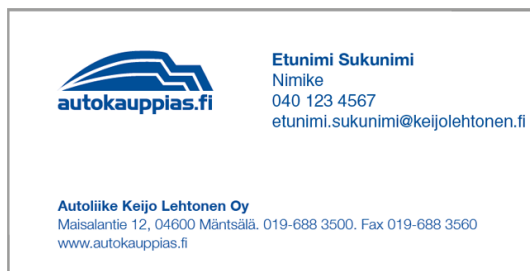 autokauppias.fi
Etunimi Sukunimi
Nimike
040 123 4567
etunimi.sukunimi@keijolehtonen.fi
Autoliike Keijo Lehtonen Oy
Maisalantie 12, 04600 Mäntsälä. 019-688 3500. Fax 019-688 3560
www.autokauppias.fi